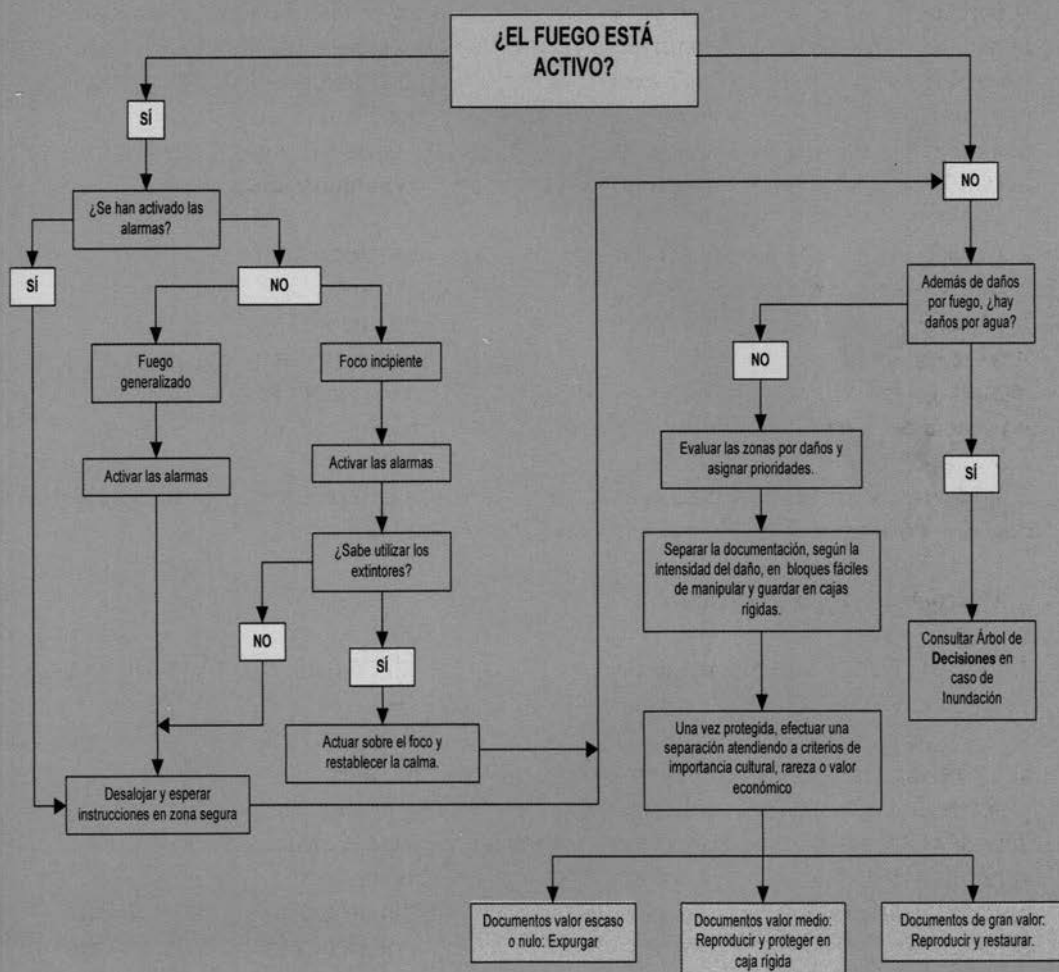 ¿EL FUEGO ESTÁ
ACTIVO?
SÍ
NO
¿Se han activado las
alarmas?
SÍ
NO
Además de daños
por fuego, ¿hay
daños por agua?
Fuego
generalizado
Foco incipiente
NO
Activar las alarmas
Activar las alarmas
Evaluar las zonas por daños y
asignar prioridades.
SÍ
¿Sabe utilizar los
extintores?
Separar la documentación, según la
intensidad del daño, en bloques fáciles
de manipular y guardar en cajas
rígidas.
NO
SÍ
Consultar Árbol de
Decisiones en
caso de
Inundación
Actuar sobre el foco y
restablecer la calma.
Una vez protegida, efectuar una
separación atendiendo a criterios de
importancia cultural, rareza o valor
económico
Desalojar y esperar
instrucciones en zona segura
Documentos valor escaso
o nulo: Expurgar
Documentos valor medio:
Reproducir y proteger en
caja rígida
Documentos de gran valor:
Reproducir y restaurar.